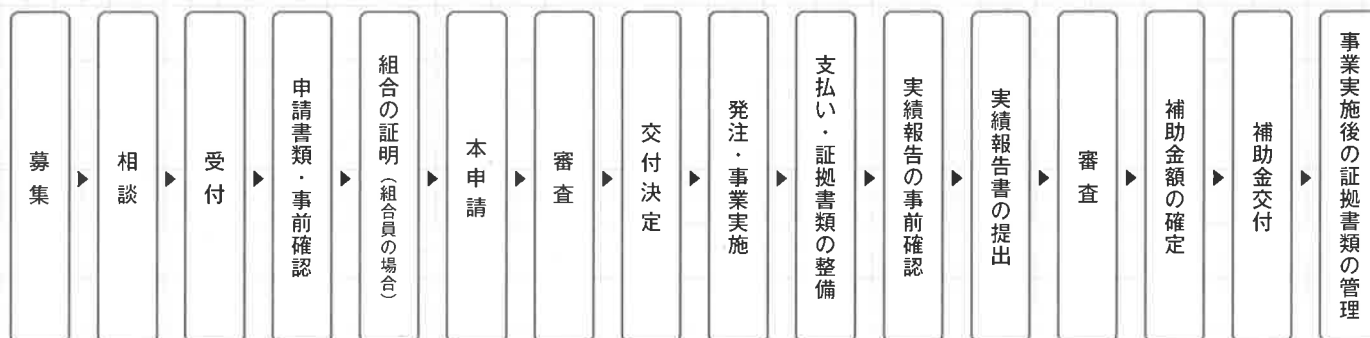 募集
相談
受付
申請書類・事前確認
組合の証明(組合員の場合)
本申請
審査
交付決定
発注・事業実施
支払い・証拠書類の整備
実績報告の事前確認
実績報告書の提出
審査
補助金額の確定
補助金交付
事業実施後の証拠書類の管理